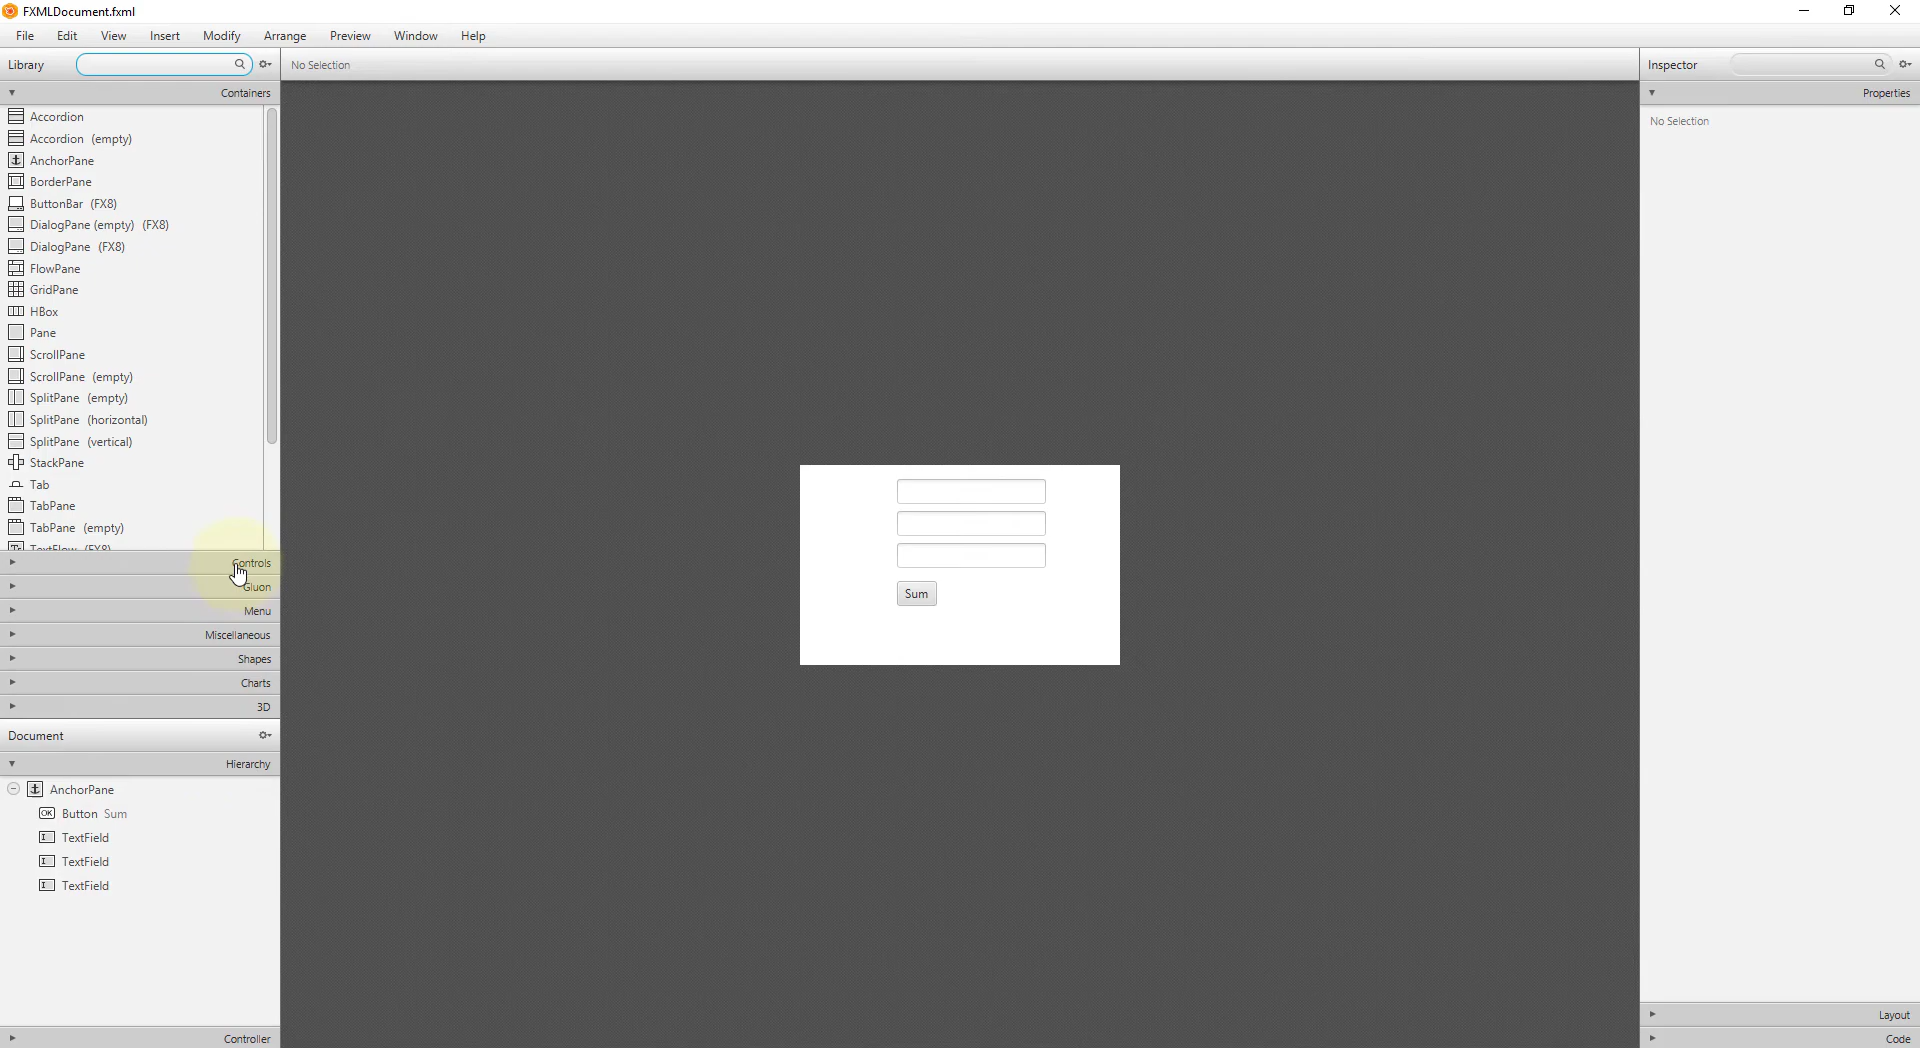 FXMLDocument.fxml
File Edit View Insert Modify Arrange Preview Window Help
Library
No Selection
Inspector
Containers
Properties
Accordion
Accordion (empty)
AnchorPane
BorderPane
ButtonBar (FX8)
DialogPane (empty) (FX8)
DialogPane (FX8)
FlowPane
GridPane
HBox
Pane
ScrollPane
ScrollPane (empty)
SplitPane (empty)
SplitPane (horizontal)
SplitPane (vertical)
StackPane
Tab
TabPane
TabPane (empty)
TextFlow (FX8)
Controls
Gluon
Menu
Miscellaneous
Shapes
Charts
3D
Document
Hierarchy
AnchorPane
OK Button Sum
TextField
TextField
TextField
Controller
Sum
No Selection
Layout
Code